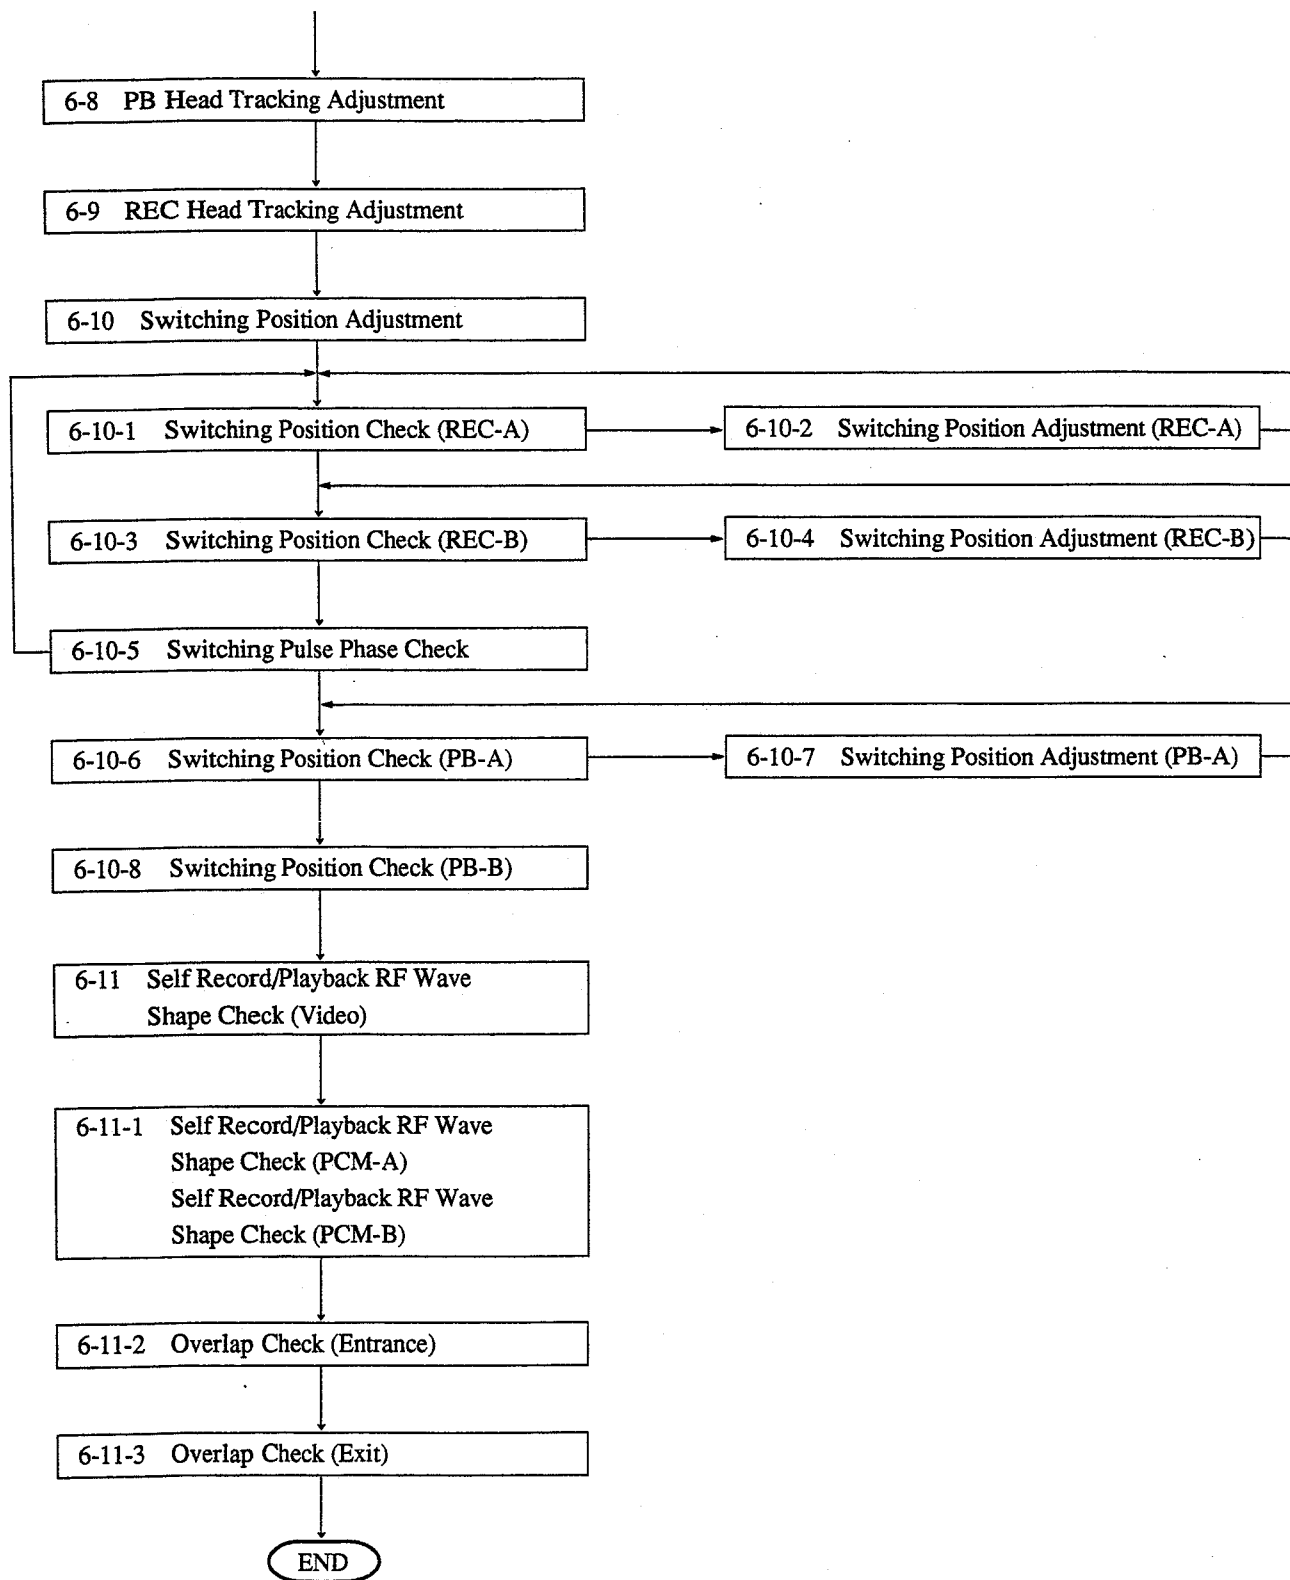 6-8 PB Head Tracking Adjustment
6-9 REC Head Tracking Adjustment
6-10 Switching Position Adjustment
6-10-1 Switching Position Check (REC-A)
6-10-2 Switching Position Adjustment (REC-A)
6-10-3 Switching Position Check (REC-B)
6-10-4 Switching Position Adjustment (REC-B)
6-10-5 Switching Pulse Phase Check
6-10-6 Switching Position Check (PB-A)
6-10-7 Switching Position Adjustment (PB-A)
6-10-8 Switching Position Check (PB-B)
6-11 Self Record/Playback RF Wave
Shape Check (Video)
6-11-1 Self Record/Playback RF Wave
Shape Check (PCM-A)
Self Record/Playback RF Wave
Shape Check (PCM-B)
6-11-2 Overlap Check (Entrance)
6-11-3 Overlap Check (Exit)
END